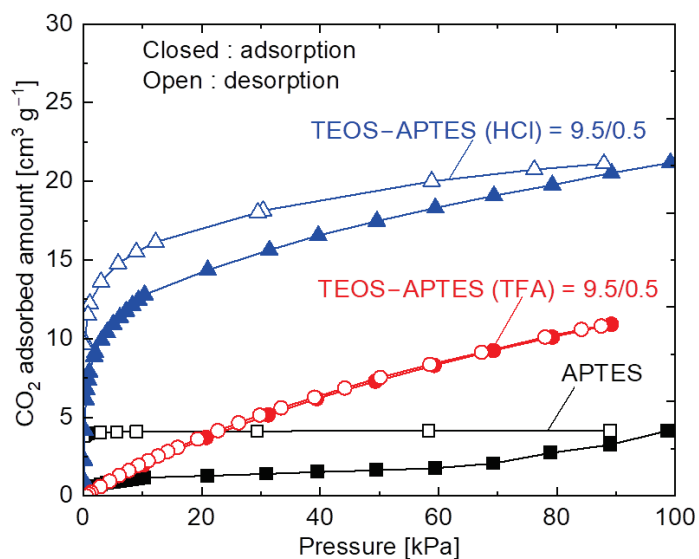 30
25
20
15
10
5
0
CO2 adsorbed amount [cm³ g⁻¹]
Closed : adsorption
Open : desorption
TEOS−APTES (HCl) = 9.5/0.5
TEOS−APTES (TFA) = 9.5/0.5
APTES
0 20 40 60 80 100
Pressure [kPa]